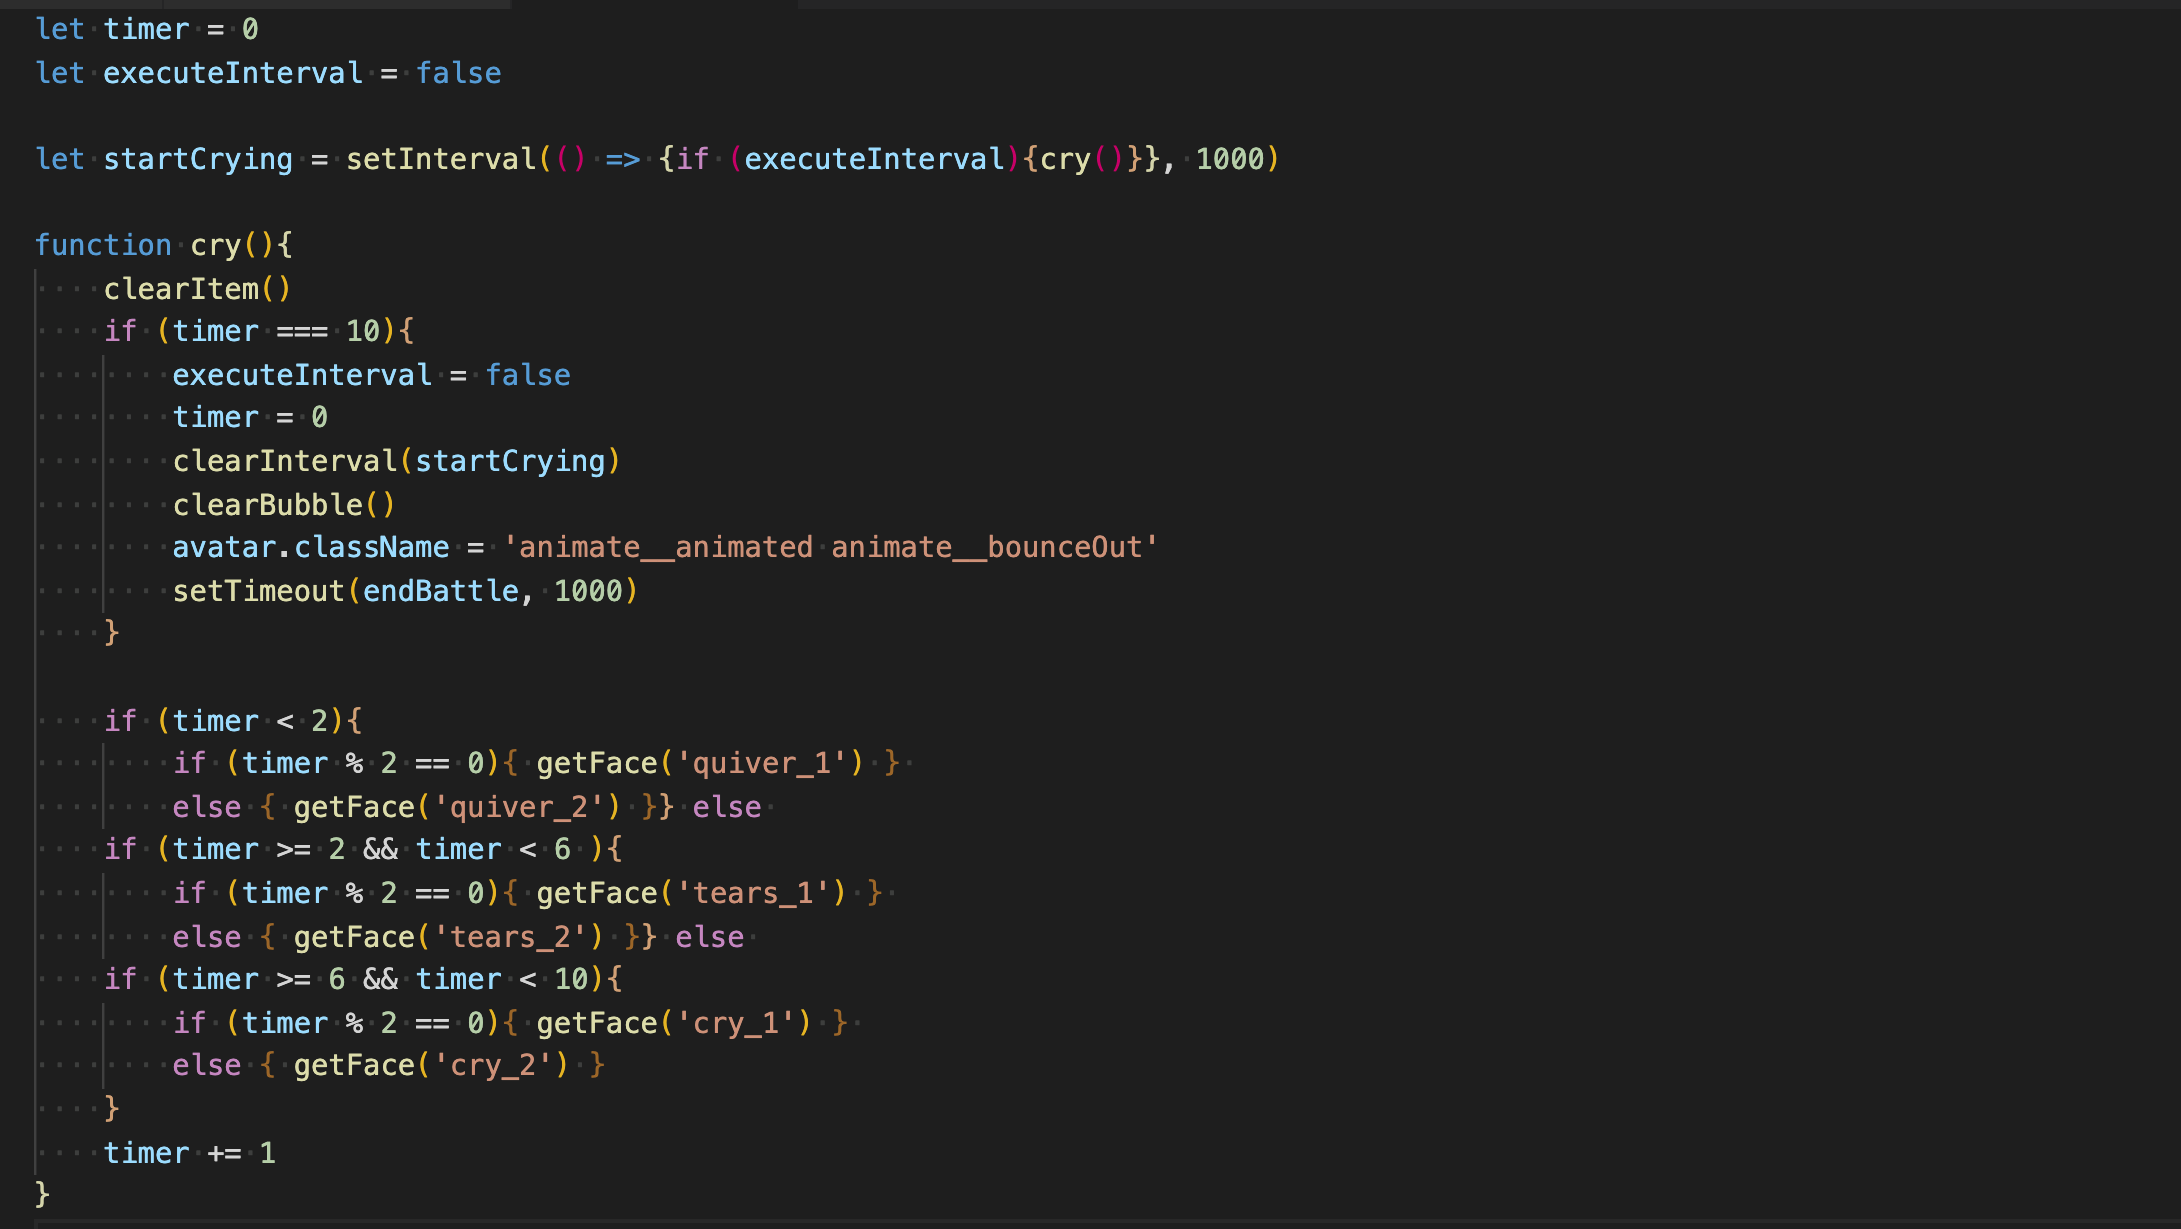 let timer = 0
let executeInterval = false
let startCrying = setInterval(() => {if (executeInterval){cry()}}, 1000)
function cry(){
clearItem()
if (timer === 10){
executeInterval = false
timer = 0
clearInterval(startCrying)
clearBubble()
avatar.className = 'animate__animated animate__bounceOut'
setTimeout(endBattle, 1000)
}
if (timer < 2){
if (timer % 2 == 0){ getFace('quiver_1') }
else { getFace('quiver_2') }} else
if (timer >= 2 && timer < 6 ){
if (timer % 2 == 0){ getFace('tears_1') }
else { getFace('tears_2') }} else
if (timer >= 6 && timer < 10){
if (timer % 2 == 0){ getFace('cry_1') }
else { getFace('cry_2') }
}
timer += 1
}